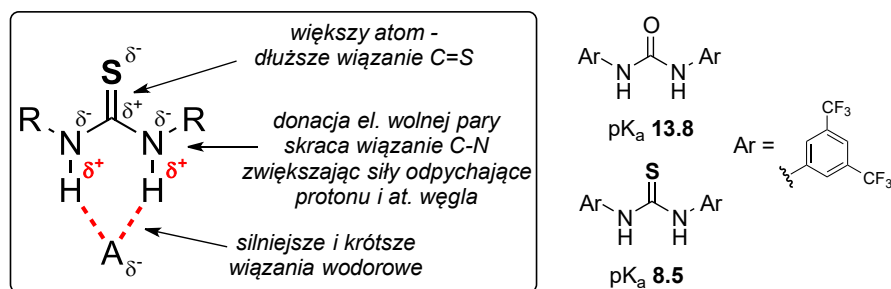 większy atom -
dłuższe wiązanie C=S
δ-
S
δ+
R
δ-
N
δ-
N
R
δ+
H
δ+
H
A
δ-
donacja el. wolnej pary
skraca wiązanie C-N
zwiększając siły odpychające
protonu i at. węgla
silniejsze i krótsze
wiązania wodorowe
O
Ar
N
H
N
H
Ar
pKa 13.8
S
Ar
N
H
N
H
Ar
pKa 8.5
Ar =
CF3
CF3